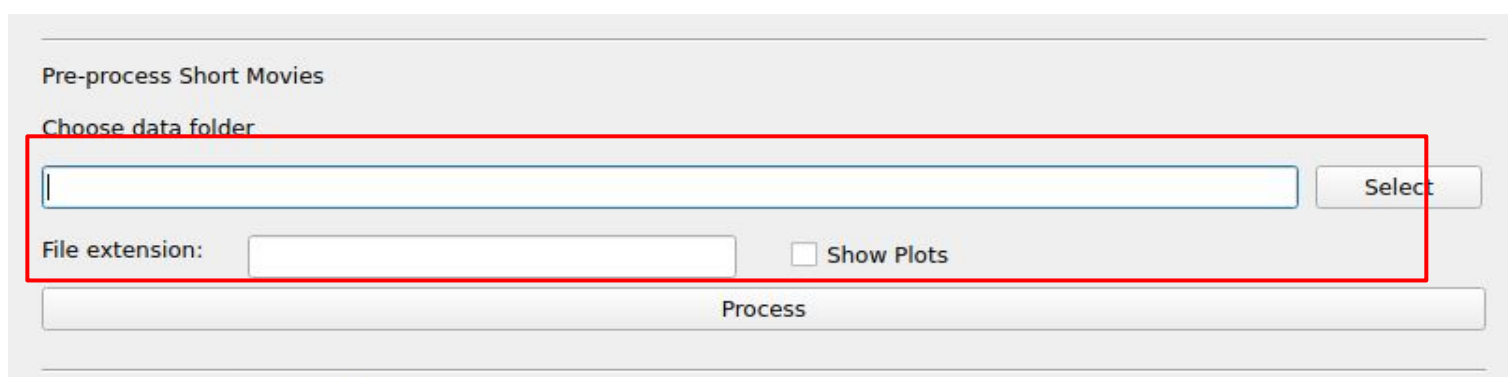 Pre-process Short Movies
Choose data folder
Select
File extension:
Show Plots
Process